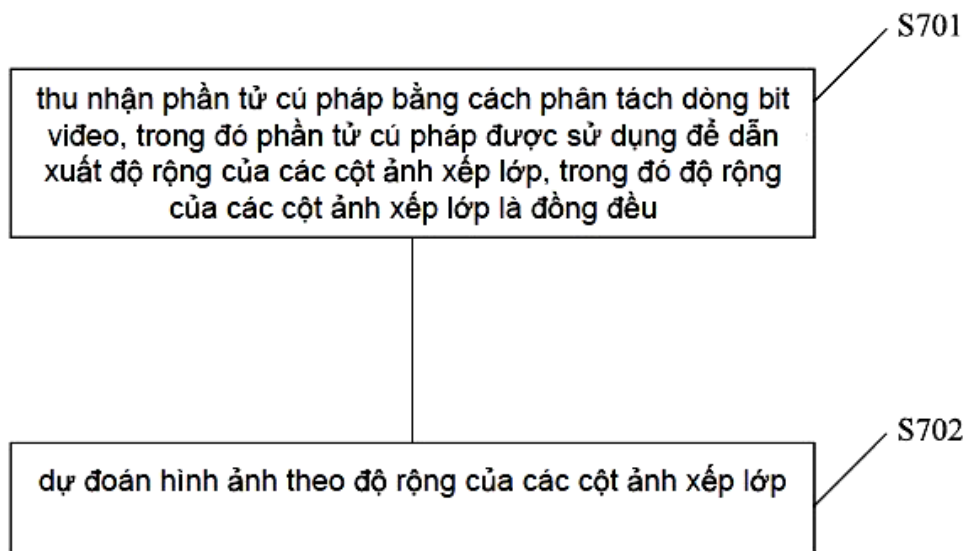 S701
thu nhận phần tử cú pháp bằng cách phân tách dòng bit
viđeo, trong đó phần tử cú pháp được sử dụng để dẫn
xuất độ rộng của các cột ảnh xếp lớp, trong đó độ rộng
của các cột ảnh xếp lớp là đồng đều
S702
dự đoán hình ảnh theo độ rộng của các cột ảnh xếp lớp